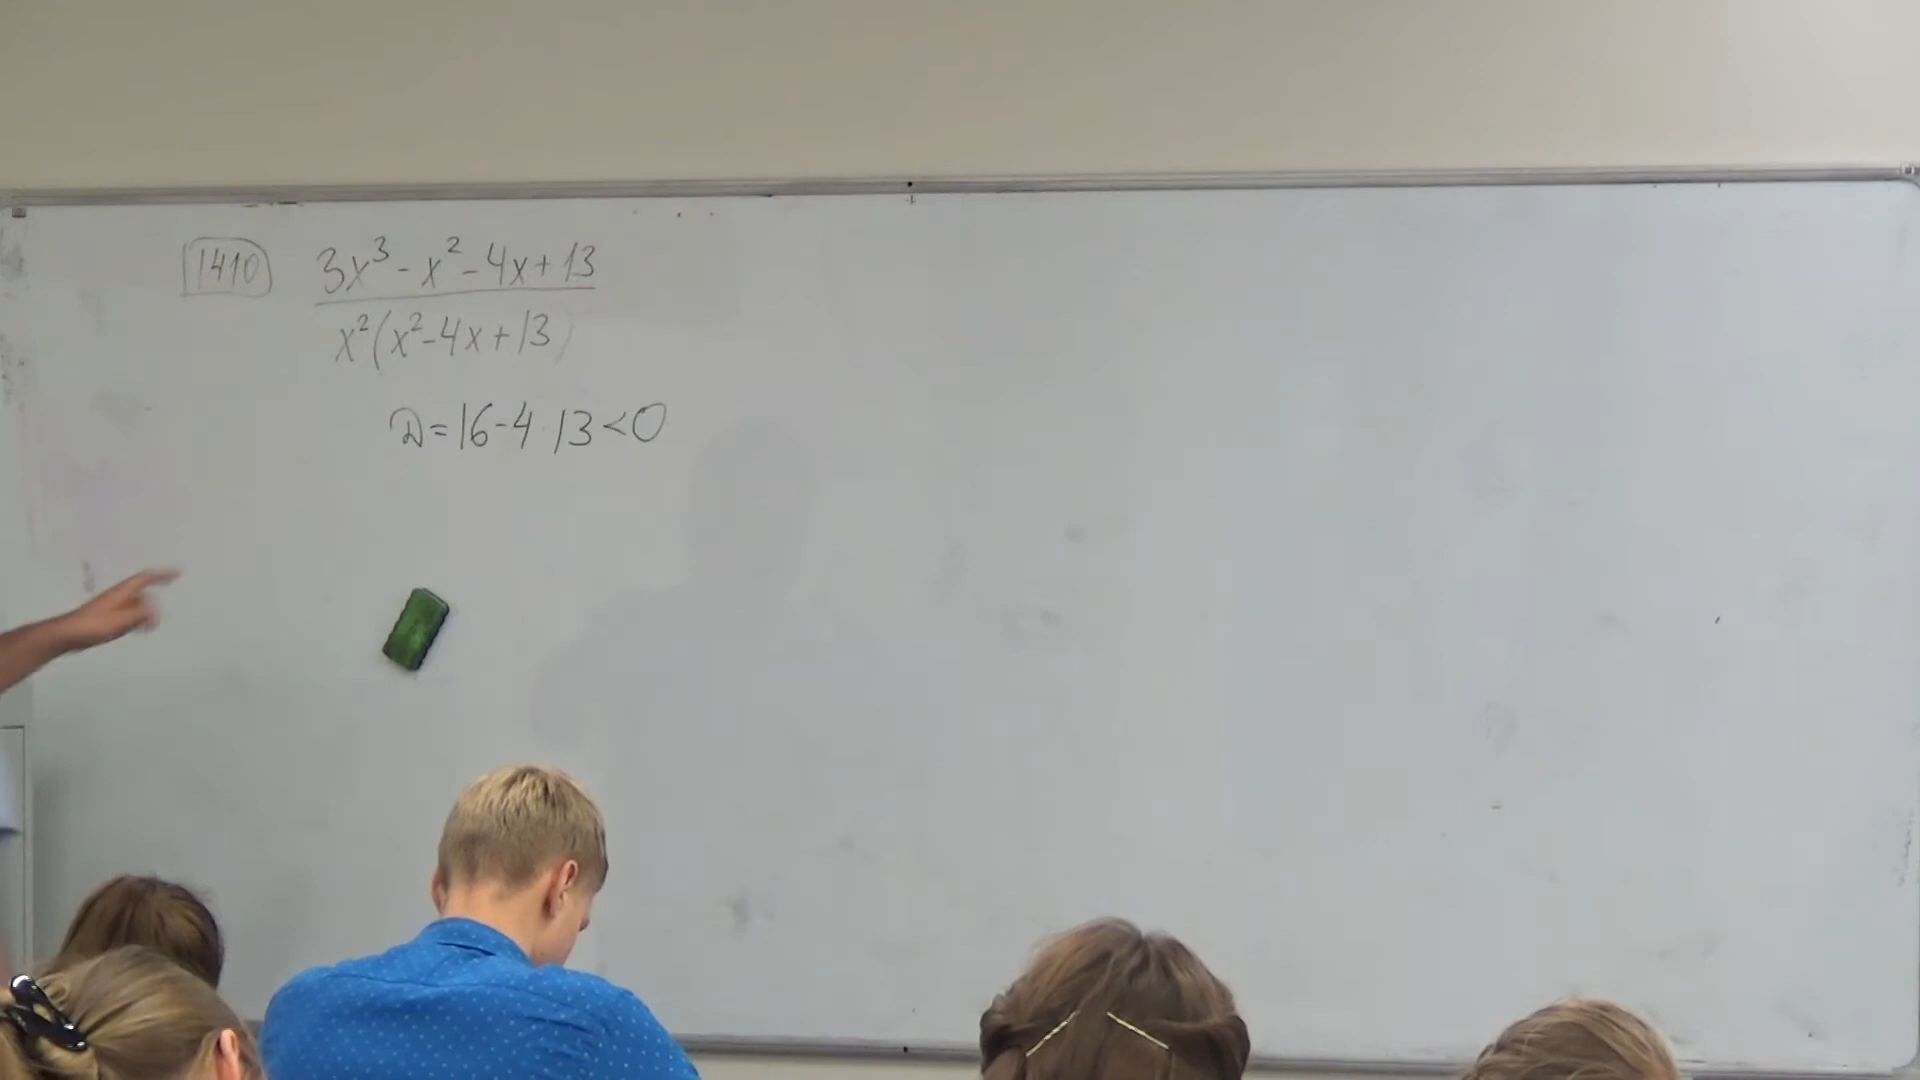 1410 3x³ - x² - 4x + 13
x²(x² - 4x + 13)
D = 16 - 4·13 < 0